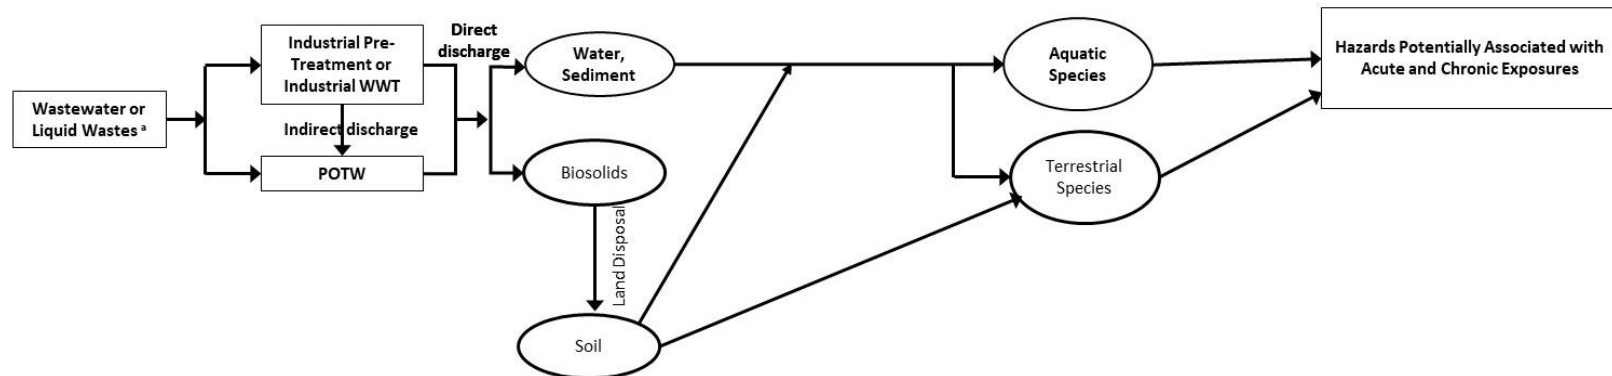 Industrial Pre-
Treatment or
Industrial WWT
Direct
discharge
Water,
Sediment
Aquatic
Species
Hazards Potentially Associated with
Acute and Chronic Exposures
Wastewater or
Liquid Wastes ª
Indirect discharge
POTW
Biosolids
Terrestrial
Species
Land Disposal
Soil